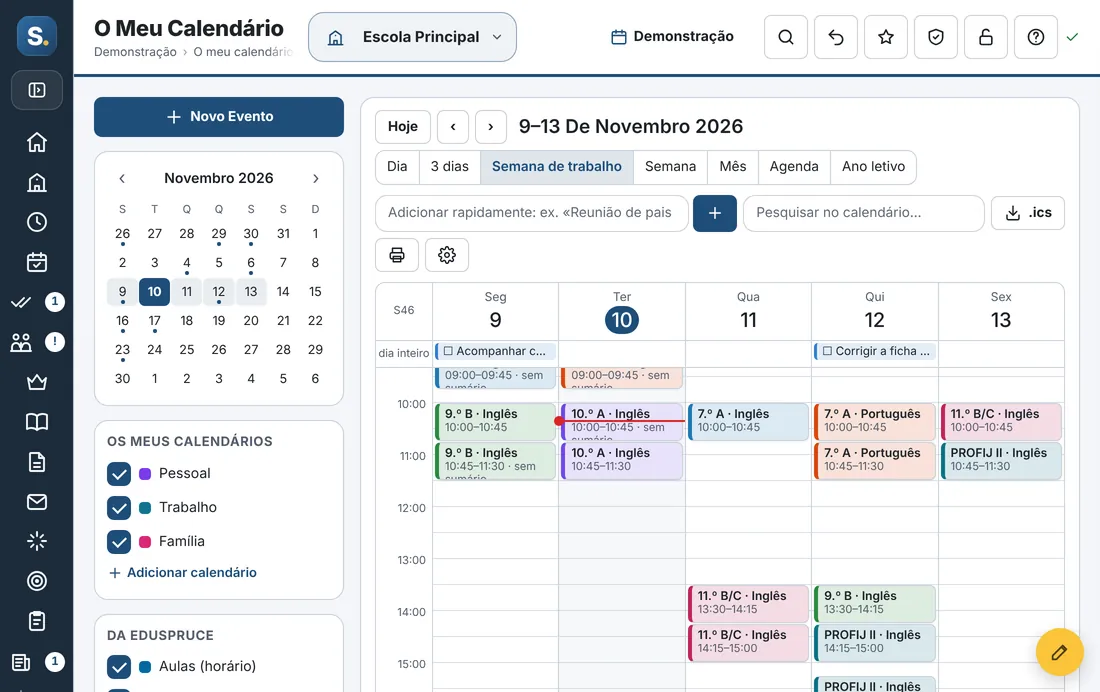 S.
O Meu Calendário
Demonstração › O meu calendário
Escola Principal
Demonstração
1
!
1
Novo Evento
Novembro 2026
S T Q Q S S D
26 27 28 29 30 31 1
2 3 4 5 6 7 8
9 10 11 12 13 14 15
16 17 18 19 20 21 22
23 24 25 26 27 28 29
30 1 2 3 4 5 6
OS MEUS CALENDÁRIOS
Pessoal
Trabalho
Família
+ Adicionar calendário
DA EDUSPRUCE
Aulas (horário)
Hoje ‹ › 9–13 De Novembro 2026
Dia 3 dias Semana de trabalho Semana Mês Agenda Ano letivo
Adicionar rapidamente: ex. «Reunião de pais
+
Pesquisar no calendário...
.ics
S46
Seg 9
Ter 10
Qua 11
Qui 12
Sex 13
dia inteiro
Acompanhar c...
Corrigir a ficha ...
09:00–09:45 · sem
sumário
09:00–09:45 · sem
sumário
10:00
9.º B · Inglês
10:00–10:45
10.º A · Inglês
10:00–10:45 · sem
sumário
7.º A · Inglês
10:00–10:45
7.º A · Português
10:00–10:45
11.º B/C · Inglês
10:00–10:45
11:00
9.º B · Inglês
10:45–11:30 · sem
sumário
10.º A · Inglês
10:45–11:30
7.º A · Português
10:45–11:30
PROFIJ II · Inglês
10:45–11:30
12:00
13:00
11.º B/C · Inglês
13:30–14:15
9.º B · Inglês
13:30–14:15
14:00
11.º B/C · Inglês
14:15–15:00
PROFIJ II · Inglês
14:15–15:00
15:00
PROFIJ II · Inglês